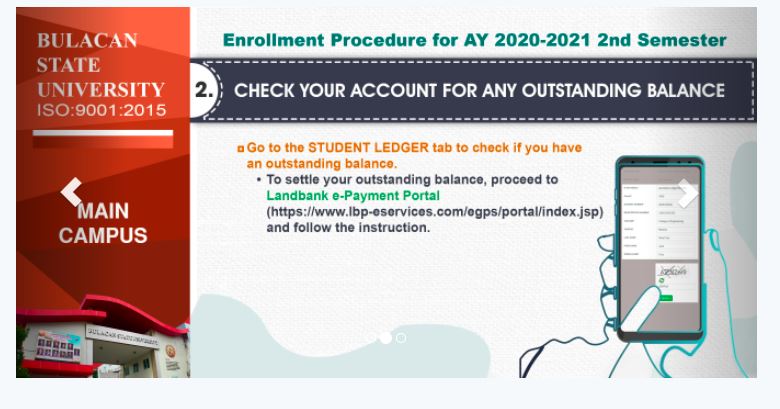 BULACAN
STATE
UNIVERSITY
ISO:9001:2015
MAIN
CAMPUS
Enrollment Procedure for AY 2020-2021 2nd Semester
2. CHECK YOUR ACCOUNT FOR ANY OUTSTANDING BALANCE
Go to the STUDENT LEDGER tab to check if you have
an outstanding balance.
• To settle your outstanding balance, proceed to
Landbank e-Payment Portal
(https://www.lbp-eservices.com/egps/portal/index.jsp)
and follow the instruction.